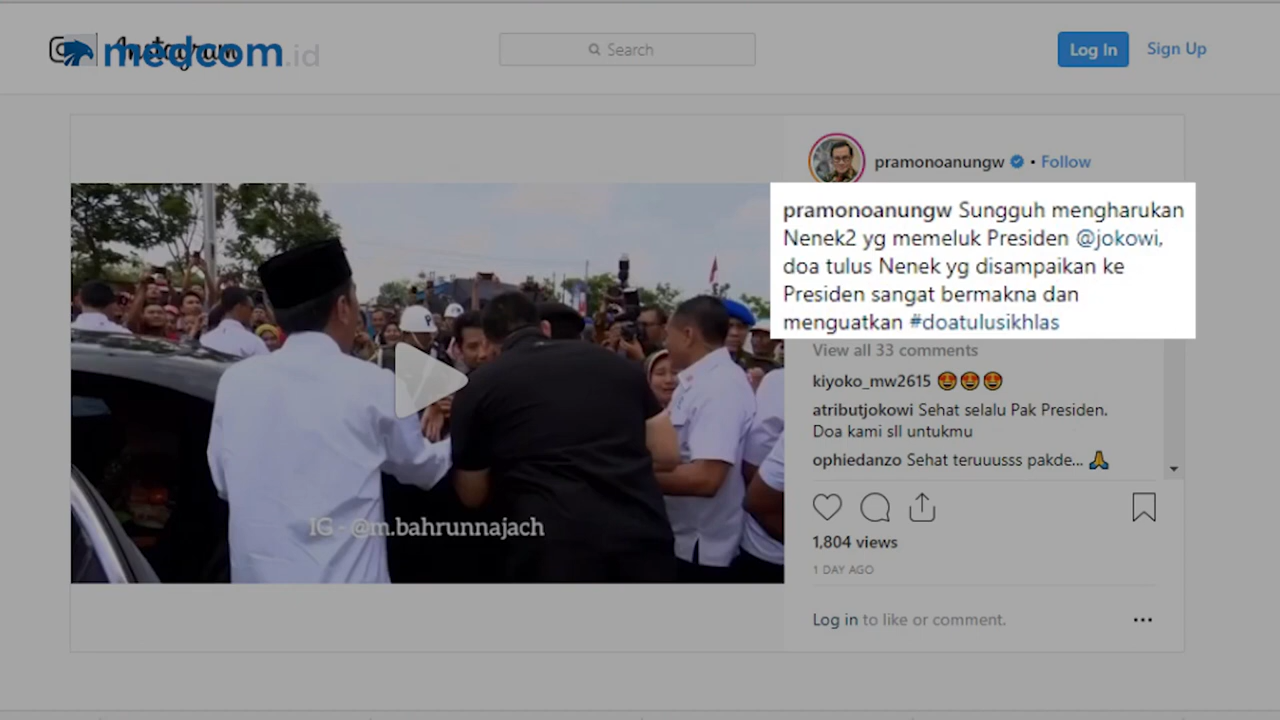 Instagram
medcom.id
Search
Log In
Sign Up
pramonoanungw • Follow
pramonoanungw Sungguh mengharukan
Nenek2 yg memeluk Presiden @jokowi,
doa tulus Nenek yg disampaikan ke
Presiden sangat bermakna dan
menguatkan #doatulusikhlas
View all 33 comments
kiyoko_mw2615 😍😍😍
atributjokowi Sehat selalu Pak Presiden.
Doa kami sll untukmu
ophiedanzo Sehat teruuusss pakde... 🙏
1,804 views
1 DAY AGO
Log in to like or comment.
IG - @m.bahrunnajach